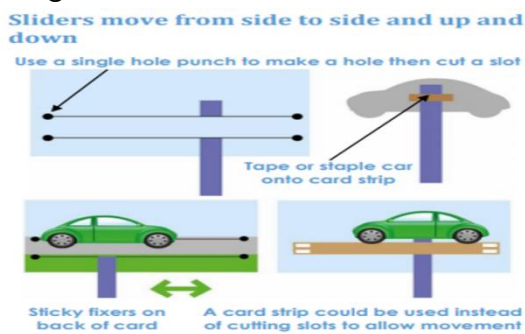 Sliders move from side to side and up and
down
Use a single hole punch to make a hole then cut a slot
Tape or staple car
onto card strip
Sticky fixers on
back of card
A card strip could be used instead
of cutting slots to allow movement